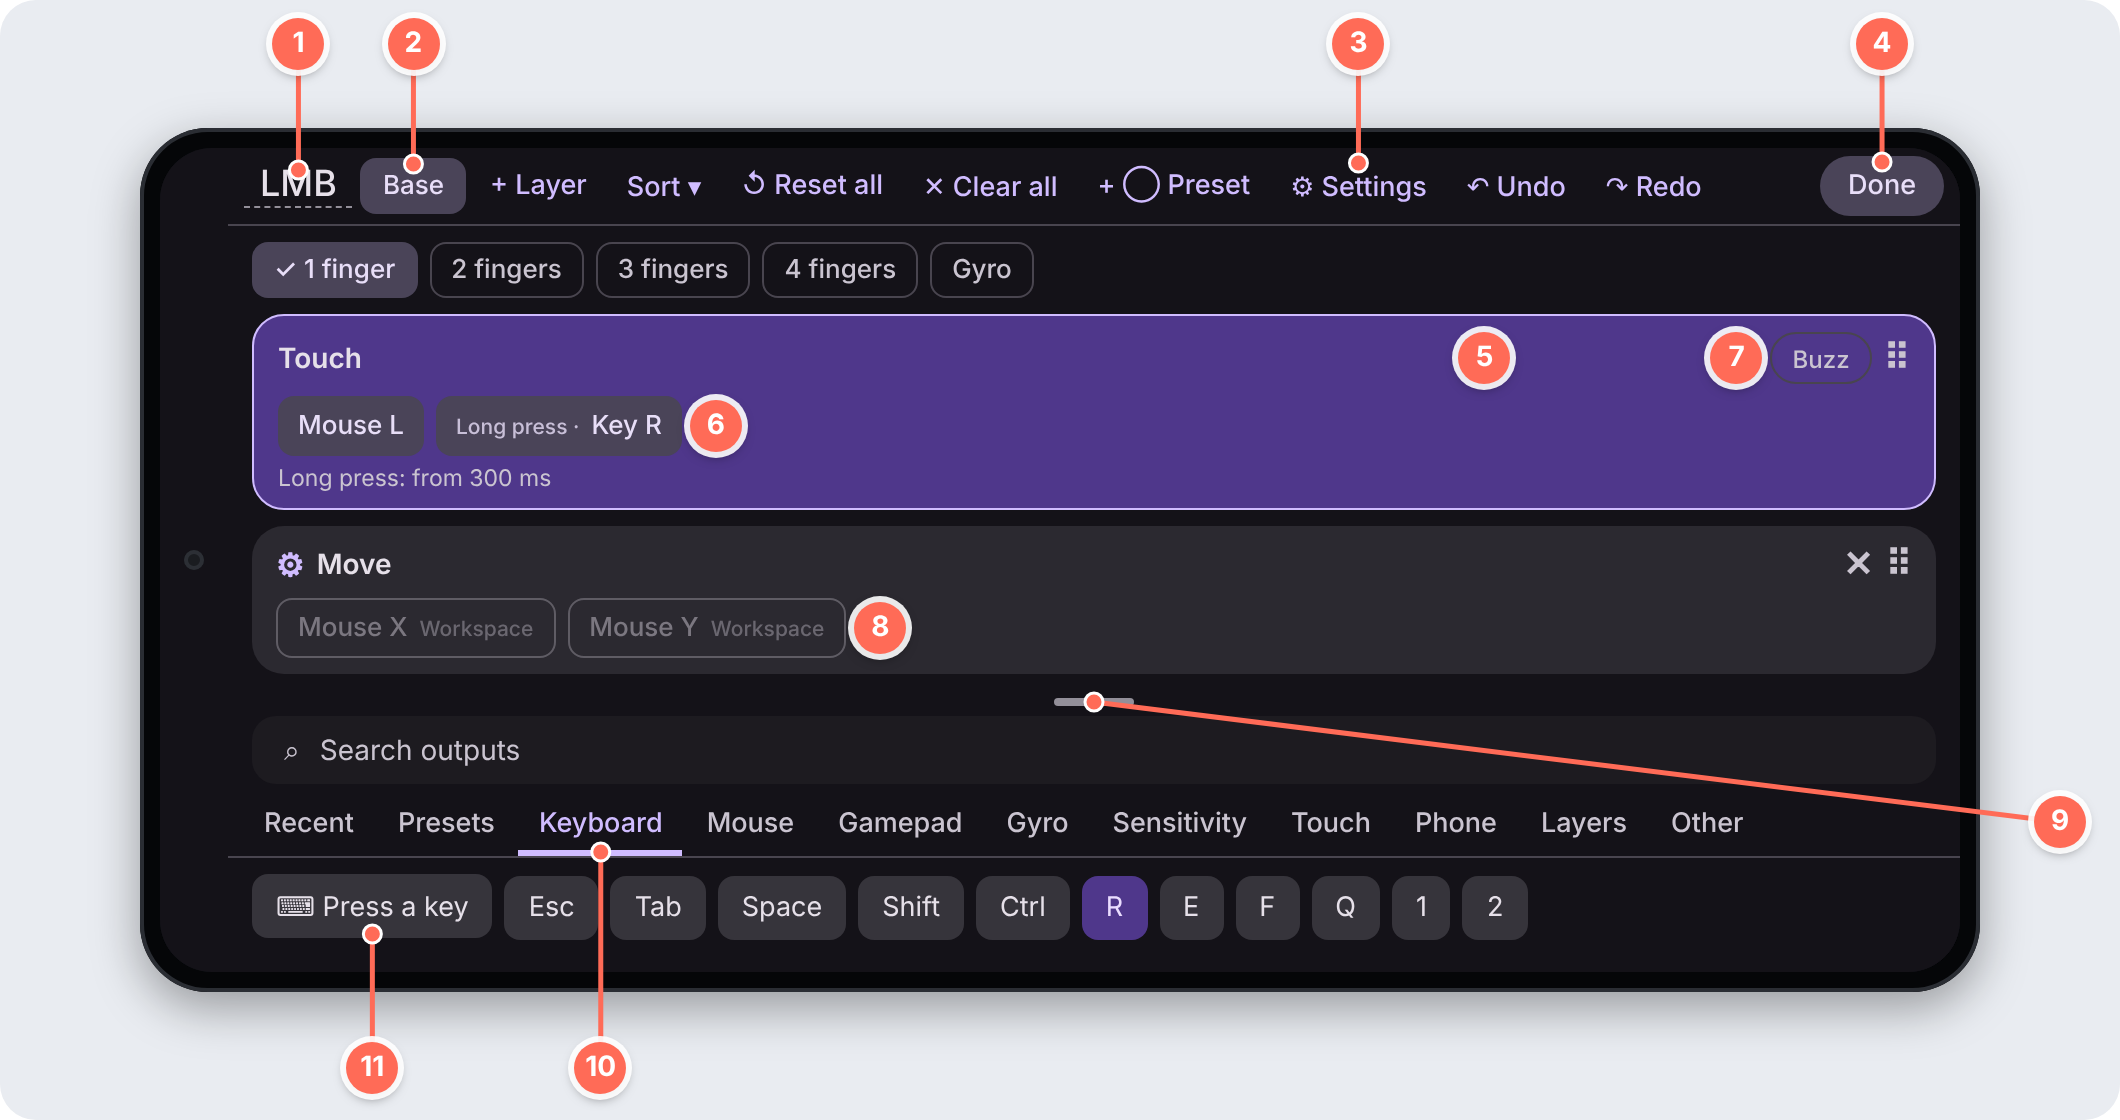 1 2 3 4
LMB Base + Layer Sort ▾ ↺ Reset all ✕ Clear all + ◯ Preset ⚙ Settings ↶ Undo ↷ Redo Done
✓ 1 finger 2 fingers 3 fingers 4 fingers Gyro
Touch 5 7 Buzz
Mouse L Long press · Key R 6
Long press: from 300 ms
⚙ Move ✕
Mouse X Workspace Mouse Y Workspace 8
Search outputs
Recent Presets Keyboard Mouse Gamepad Gyro Sensitivity Touch Phone Layers Other 9
⌨ Press a key Esc Tab Space Shift Ctrl R E F Q 1 2
11 10